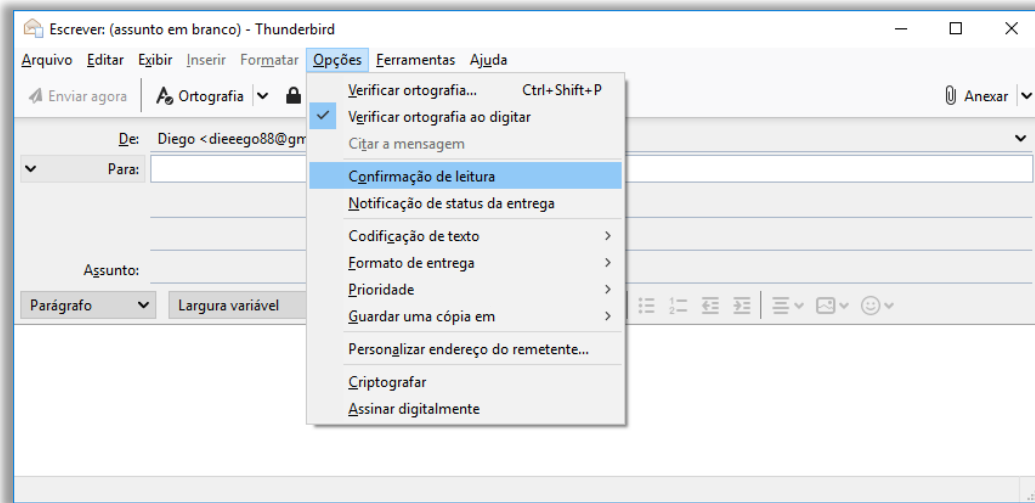 Escrever: (assunto em branco) - Thunderbird
Arquivo Editar Exibir Inserir Formatar Opções Ferramentas Ajuda
Enviar agora Ortografia Anexar
De: Diego <dieeego88@gm
Para:
Assunto:
Parágrafo Largura variável
Verificar ortografia... Ctrl+Shift+P
Verificar ortografia ao digitar
Citar a mensagem
Confirmação de leitura
Notificação de status da entrega
Codificação de texto
Formato de entrega
Prioridade
Guardar uma cópia em
Personalizar endereço do remetente...
Criptografar
Assinar digitalmente